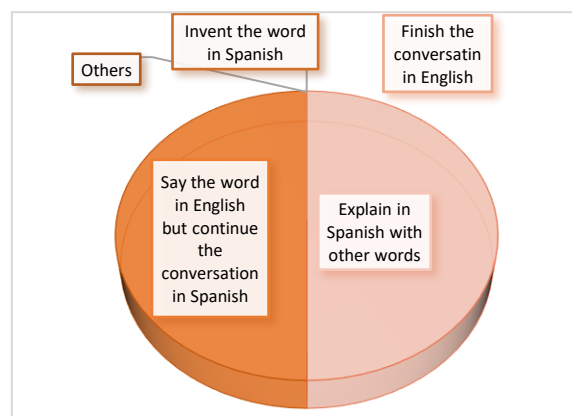 Invent the word
in Spanish
Finish the
conversatin
in English
Others
Say the word
in English
but continue
the
conversation
in Spanish
Explain in
Spanish with
other words